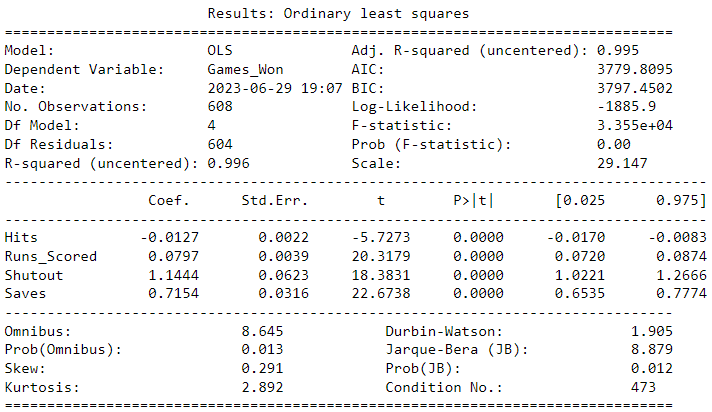 Results: Ordinary least squares
==========================================================================
Model: OLS Adj. R-squared (uncentered): 0.995
Dependent Variable: Games_Won AIC: 3779.8095
Date: 2023-06-29 19:07 BIC: 3797.4502
No. Observations: 608 Log-Likelihood: -1885.9
Df Model: 4 F-statistic: 3.355e+04
Df Residuals: 604 Prob (F-statistic): 0.00
R-squared (uncentered): 0.996 Scale: 29.147
------------------------------------------------------------------------------
Coef. Std.Err. t P>|t| [0.025 0.975]
------------------------------------------------------------------------------
Hits -0.0127 0.0022 -5.7273 0.0000 -0.0170 -0.0083
Runs_Scored 0.0797 0.0039 20.3179 0.0000 0.0720 0.0874
Shutout 1.1444 0.0623 18.3831 0.0000 1.0221 1.2666
Saves 0.7154 0.0316 22.6738 0.0000 0.6535 0.7774
--------------------------------------------------------------------------
Omnibus: 8.645 Durbin-Watson: 1.905
Prob(Omnibus): 0.013 Jarque-Bera (JB): 8.879
Skew: 0.291 Prob(JB): 0.012
Kurtosis: 2.892 Condition No.: 473
==========================================================================